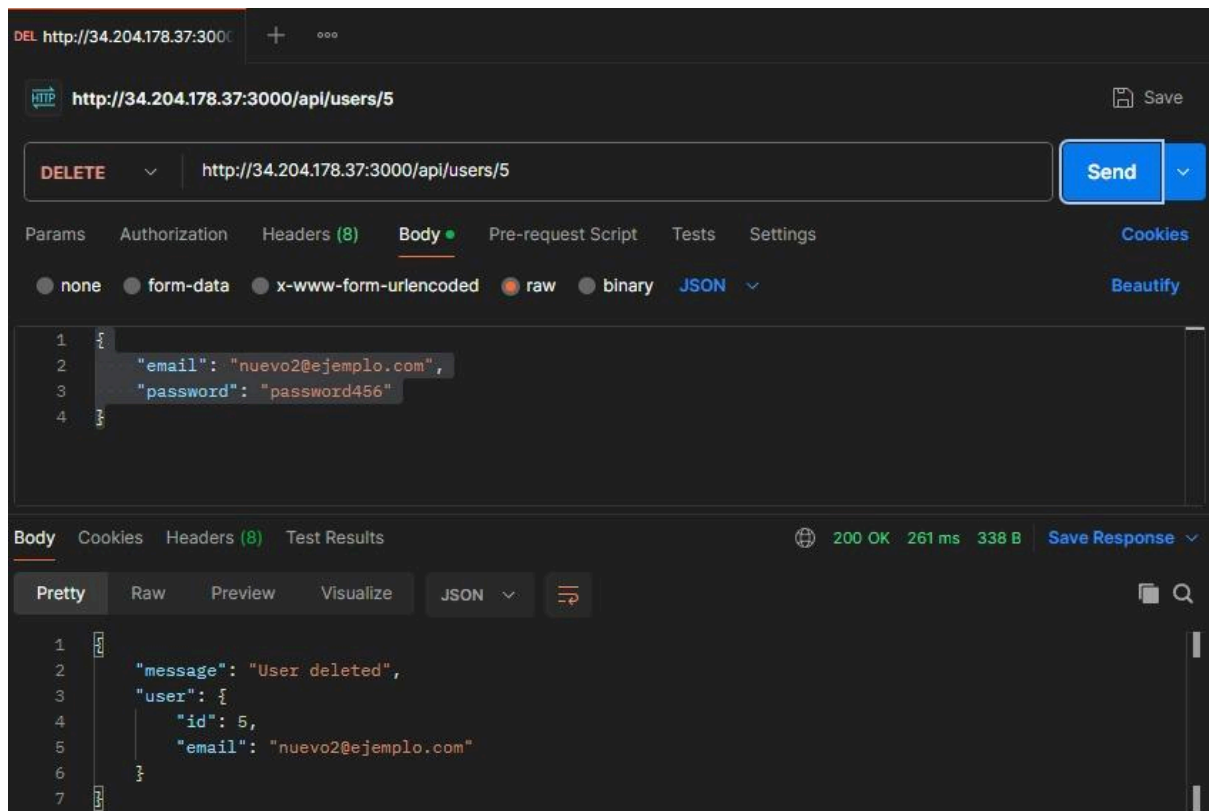 DEL http://34.204.178.37:300
HTTP http://34.204.178.37:3000/api/users/5 Save
DELETE http://34.204.178.37:3000/api/users/5 Send
Params Authorization Headers (8) Body Pre-request Script Tests Settings Cookies
none form-data x-www-form-urlencoded raw binary JSON Beautify
1 {
2 "email": "nuevo2@ejemplo.com",
3 "password": "password456"
4 }
Body Cookies Headers (8) Test Results 200 OK 261 ms 338 B Save Response
Pretty Raw Preview Visualize JSON
1 {
2 "message": "User deleted",
3 "user": {
4 "id": 5,
5 "email": "nuevo2@ejemplo.com"
6 }
7 }